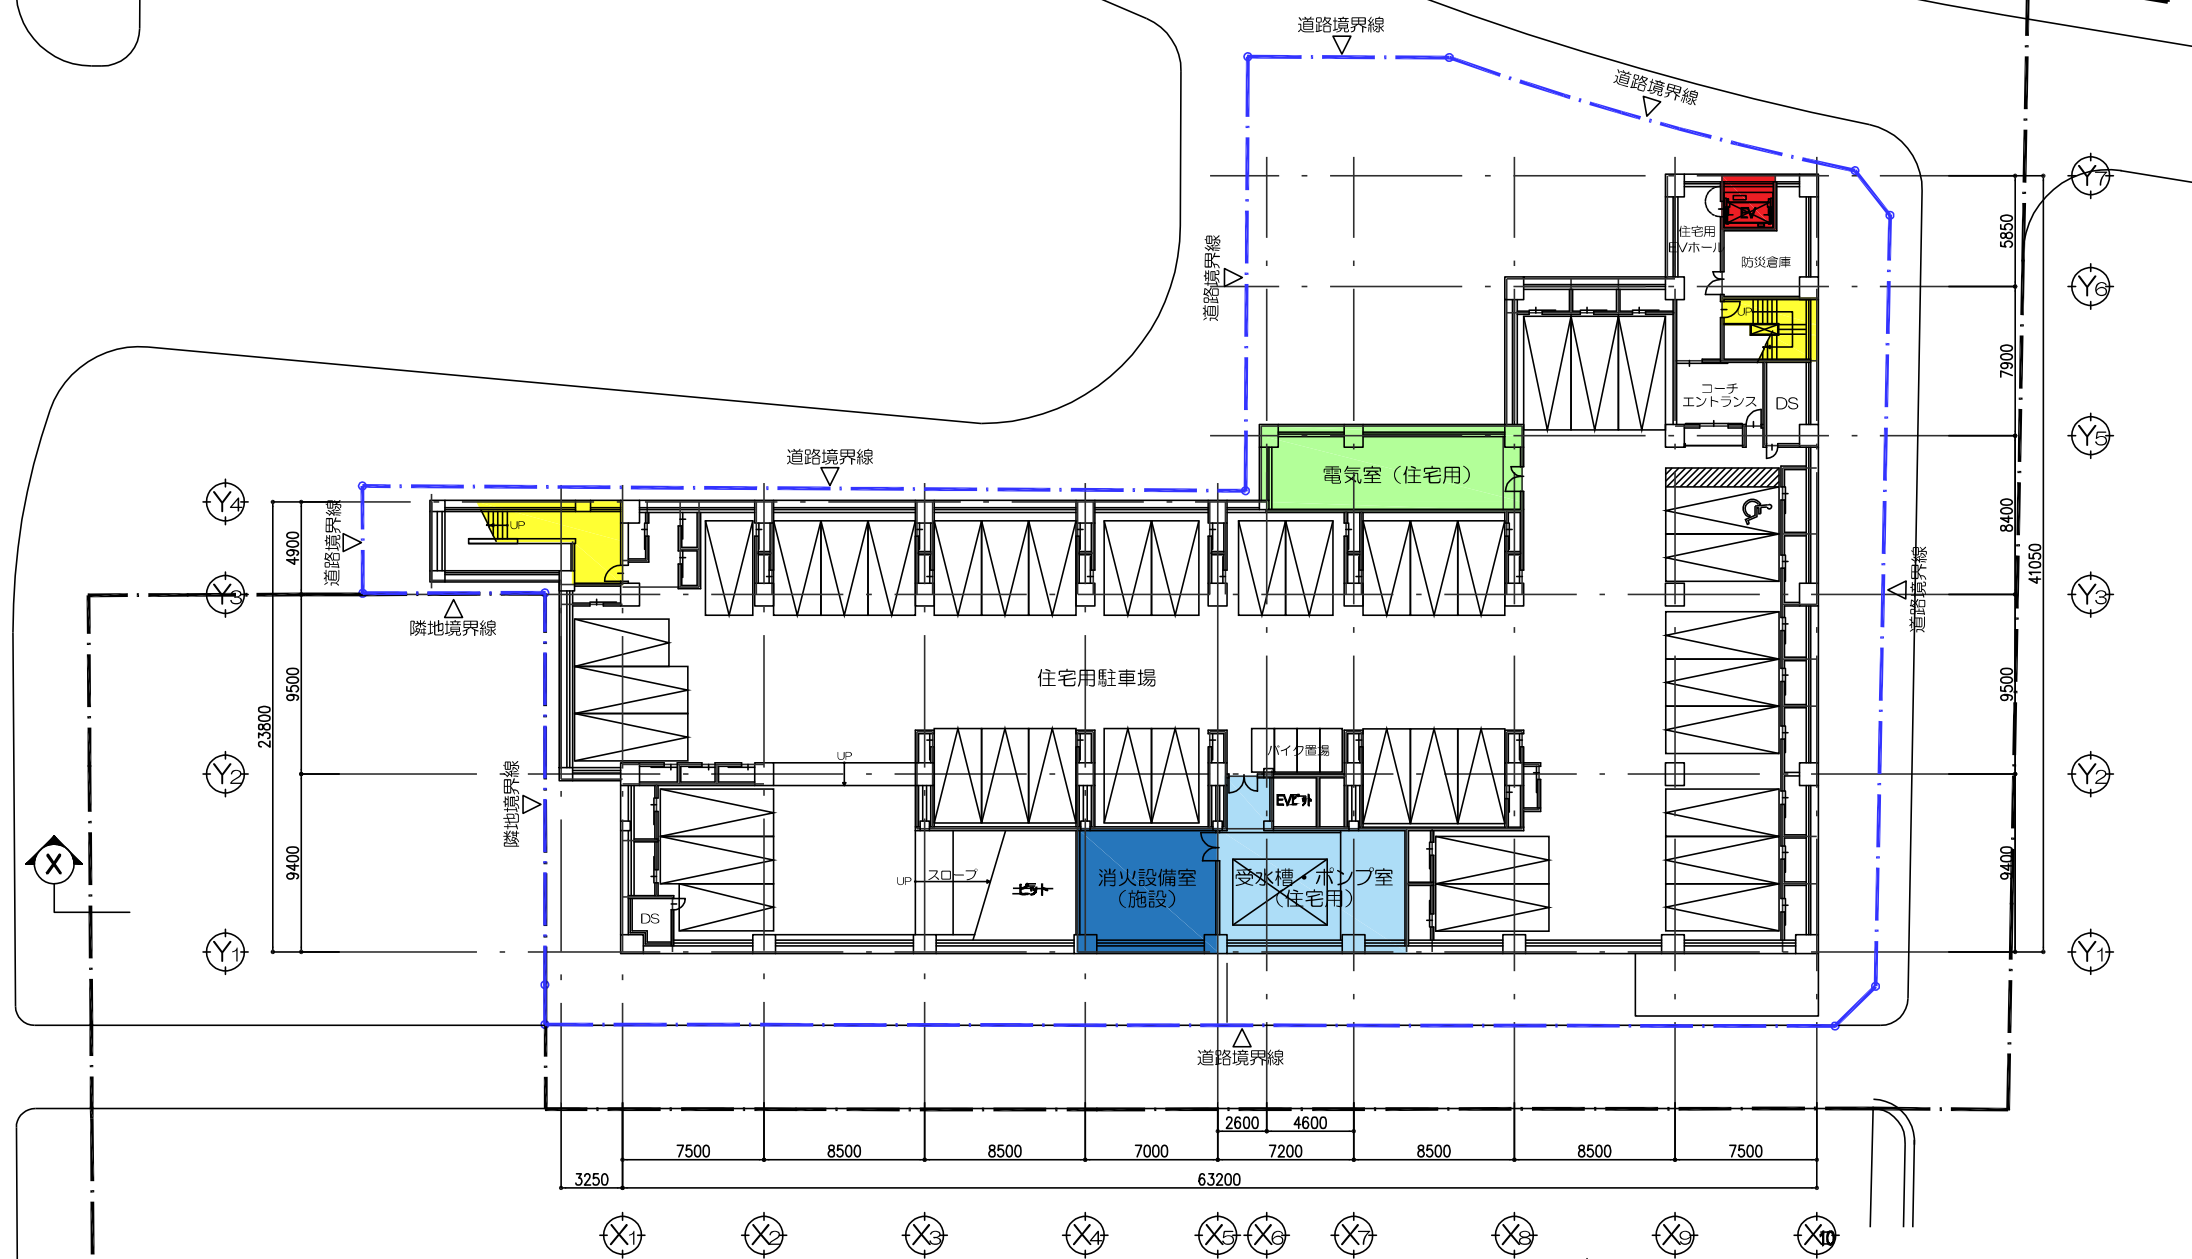 道路境界線
道路境界線
Y7
住宅用
EVホール
EV
防災倉庫
5850
道路境界線
Y6
UP
7900
コーチ
エントランス
DS
Y5
道路境界線
電気室（住宅用）
Y4
道路境界線
UP
4900
8400
41050
道路境界線
Y3
Y3
隣地境界線
住宅用駐車場
9500
9500
23800
UP
バイク置場
Y2
Y2
隣地境界線
EVピット
X
9400
9400
UP
スロープ
消火設備室
（施設）
受水槽・ポンプ室
（住宅用）
DS
Y1
Y1
道路境界線
2600
4600
7500
8500
8500
7000
7200
8500
8500
7500
3250
63200
X1
X2
X3
X4
X5
X6
X7
X8
X9
X10